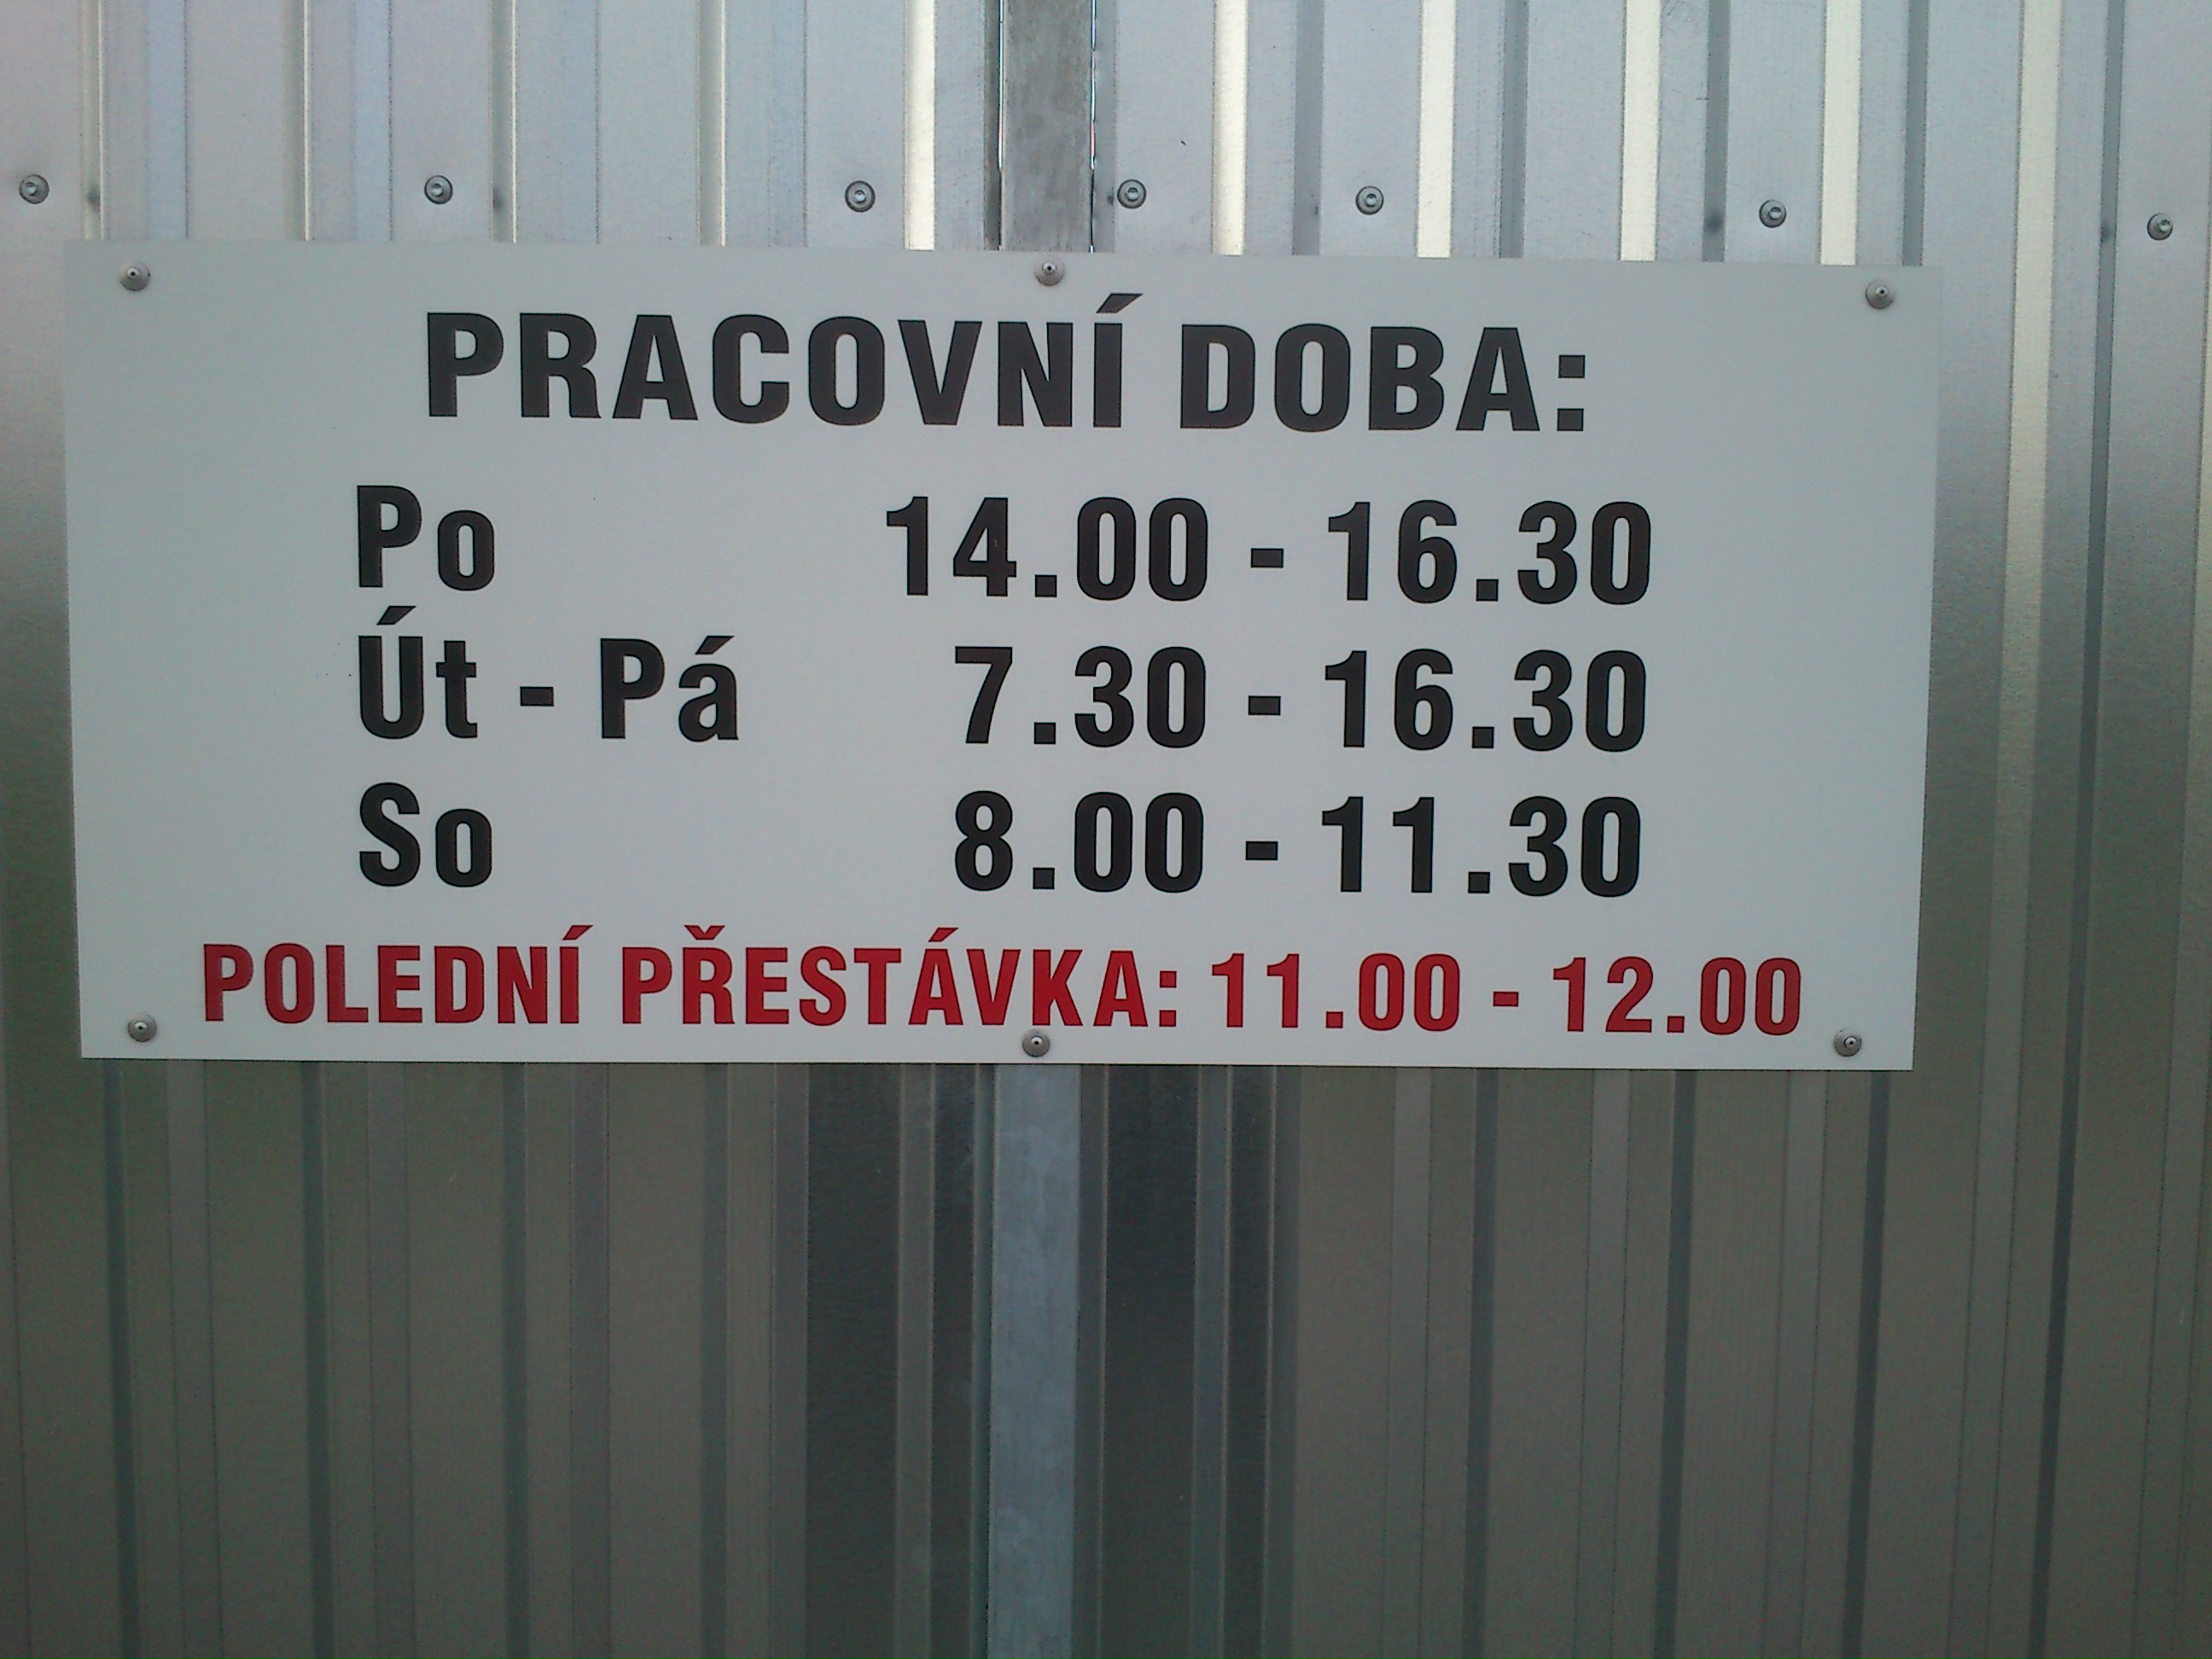 PRACOVNÍ DOBA:
Po 14.00 - 16.30
Út - Pá 7.30 - 16.30
So 8.00 - 11.30
POLEDNÍ PŘESTÁVKA: 11.00 - 12.00